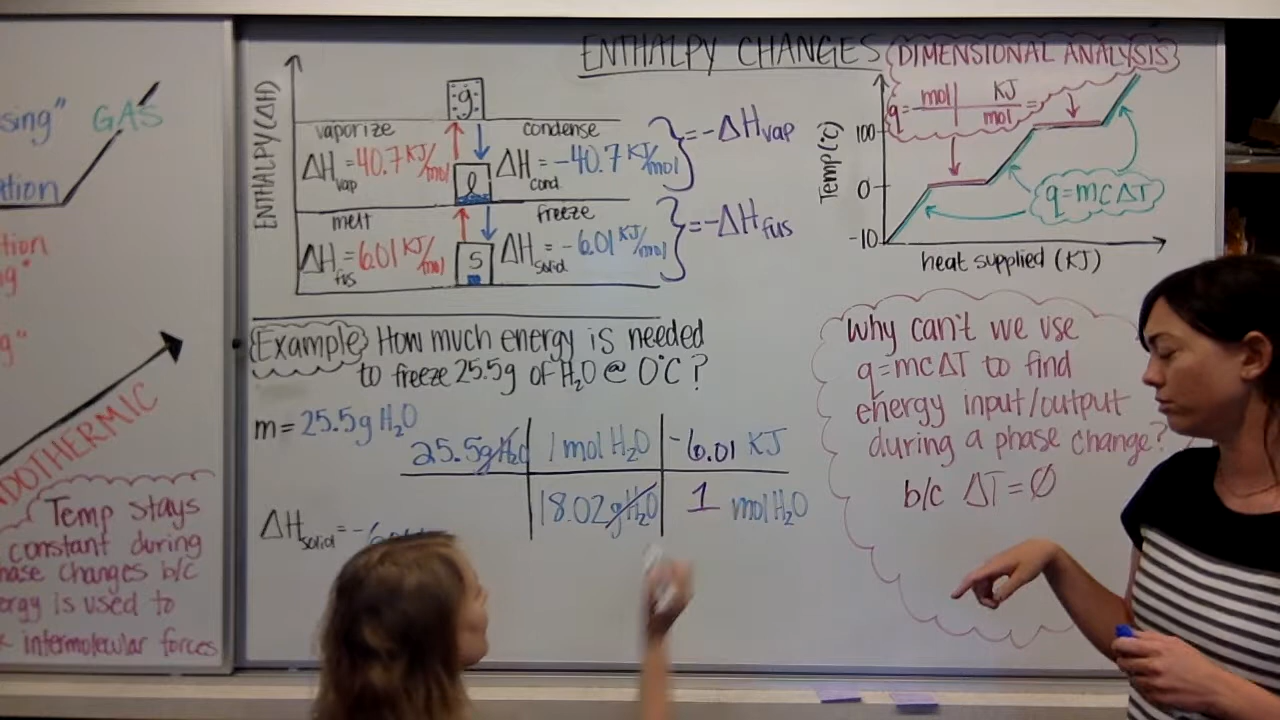 sing"
GAS
ation
tion
g"
g"
ENDOTHERMIC
Temp stays
constant during
phase changes b/c
energy is used to
intermolecular forces
ENTHALPY CHANGES
ENTHALPY (ΔH)
g
vaporize
condense
ΔHvap = 40.7 KJ/mol
ΔHcond = -40.7 KJ/mol
= -ΔHvap
l
melt
freeze
ΔHfus = 6.01 KJ/mol
ΔHsolid = -6.01 KJ/mol
= -ΔHfus
S
DIMENSIONAL ANALYSIS
q = mol | KJ =
mol
Temp (°C)
100
0
-10
q=mcΔT
heat supplied (KJ)
Example How much energy is needed
to freeze 25.5g of H₂O @ 0°C?
m = 25.5g H₂O
25.5g H₂O | 1 mol H₂O | -6.01 KJ
18.02 g H₂O | 1 mol H₂O
ΔHsolid = -6.01
Why can't we use
q=mcΔT to find
energy input/output
during a phase change?
b/c ΔT = Ø